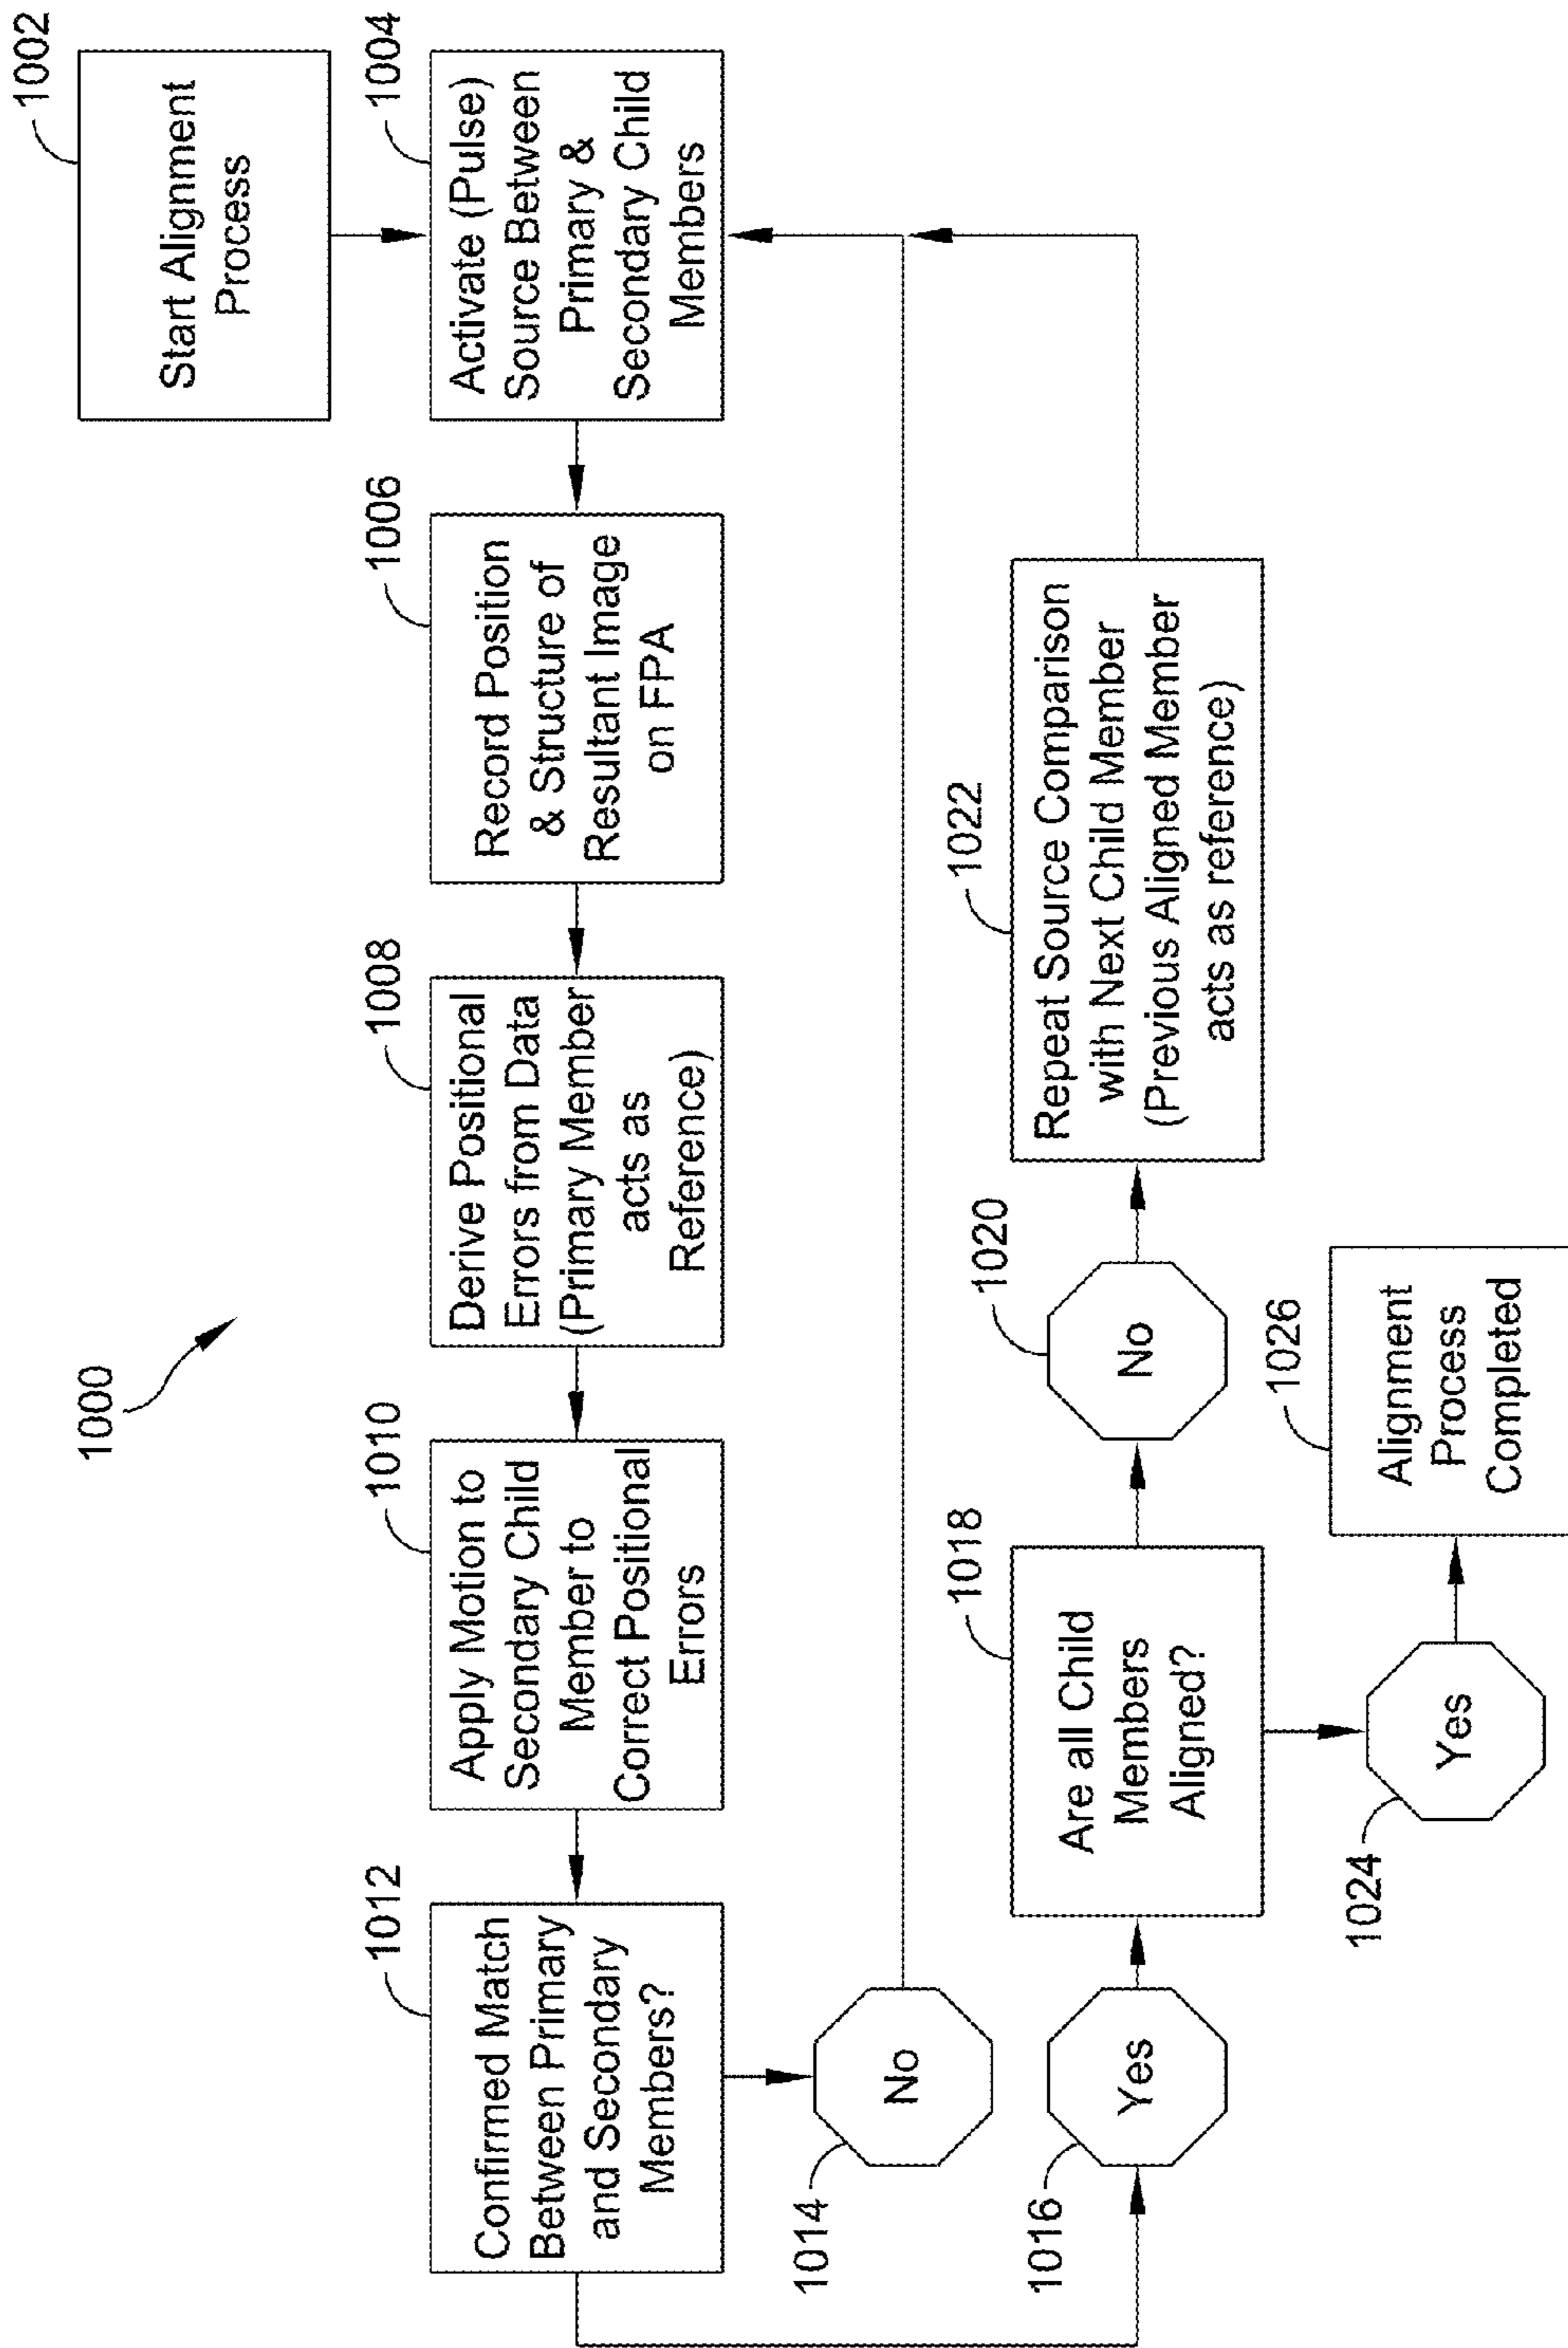 1000
1002
Start Alignment
Process
1004
Activate (Pulse)
Source Between
Primary &
Secondary Child
Members
1006
Record Position
& Structure of
Resultant Image
on FPA
1008
Derive Positional
Errors from Data
(Primary Member
acts as
Reference)
1010
Apply Motion to
Secondary Child
Member to
Correct Positional
Errors
1012
Confirmed Match
Between Primary
and Secondary
Members?
1014
No
1016
Yes
1018
Are all Child
Members
Aligned?
1020
No
1022
Repeat Source Comparison
with Next Child Member
(Previous Aligned Member
acts as reference)
1024
Yes
1026
Alignment
Process
Completed